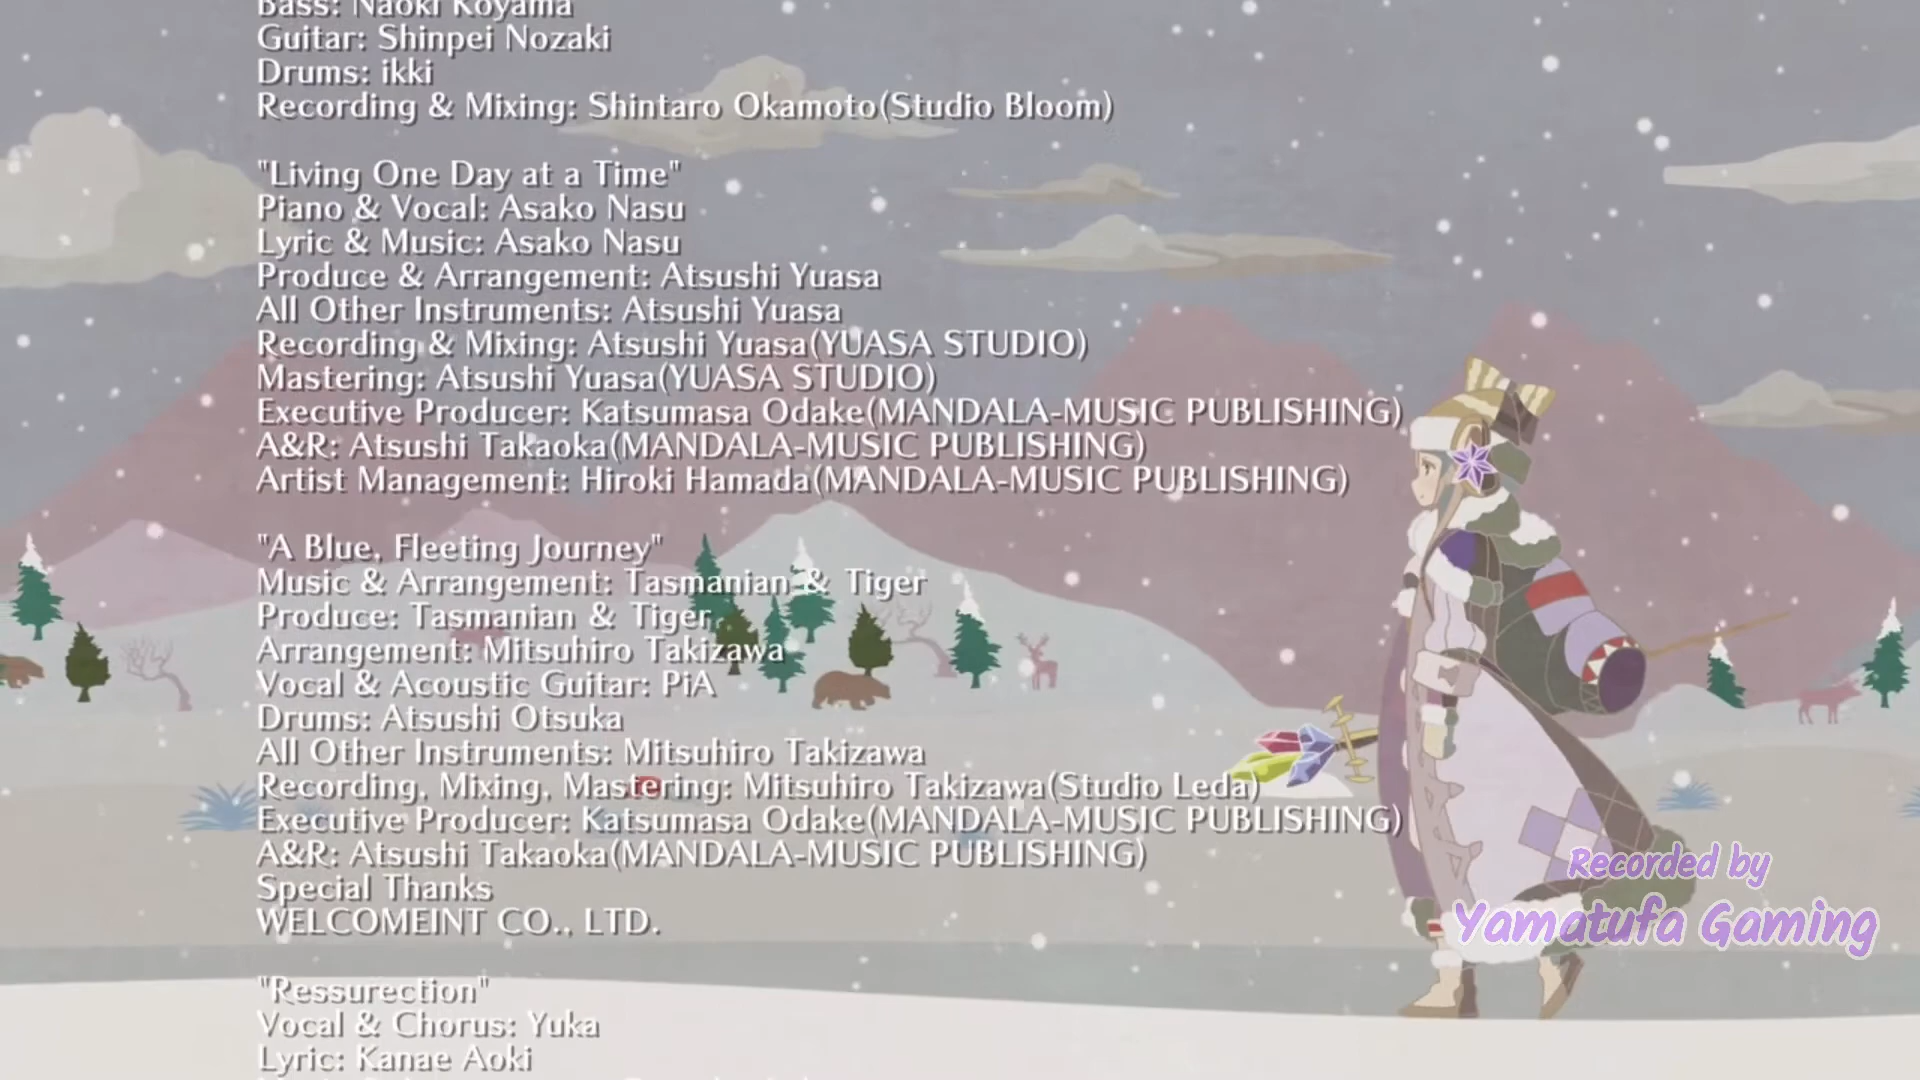 Bass: Naoki Koyama
Guitar: Shinpei Nozaki
Drums: ikki
Recording & Mixing: Shintaro Okamoto(Studio Bloom)
"Living One Day at a Time"
Piano & Vocal: Asako Nasu
Lyric & Music: Asako Nasu
Produce & Arrangement: Atsushi Yuasa
All Other Instruments: Atsushi Yuasa
Recording & Mixing: Atsushi Yuasa(YUASA STUDIO)
Mastering: Atsushi Yuasa(YUASA STUDIO)
Executive Producer: Katsumasa Odake(MANDALA-MUSIC PUBLISHING)
A&R: Atsushi Takaoka(MANDALA-MUSIC PUBLISHING)
Artist Management: Hiroki Hamada(MANDALA-MUSIC PUBLISHING)
"A Blue, Fleeting Journey"
Music & Arrangement: Tasmanian & Tiger
Produce: Tasmanian & Tiger
Arrangement: Mitsuhiro Takizawa
Vocal & Acoustic Guitar: PiA
Drums: Atsushi Otsuka
All Other Instruments: Mitsuhiro Takizawa
Recording, Mixing, Mastering: Mitsuhiro Takizawa(Studio Leda)
Executive Producer: Katsumasa Odake(MANDALA-MUSIC PUBLISHING)
A&R: Atsushi Takaoka(MANDALA-MUSIC PUBLISHING)
Special Thanks
WELCOMEINT CO., LTD.
"Ressurection"
Vocal & Chorus: Yuka
Lyric: Kanae Aoki
Recorded by
Yamatufa Gaming